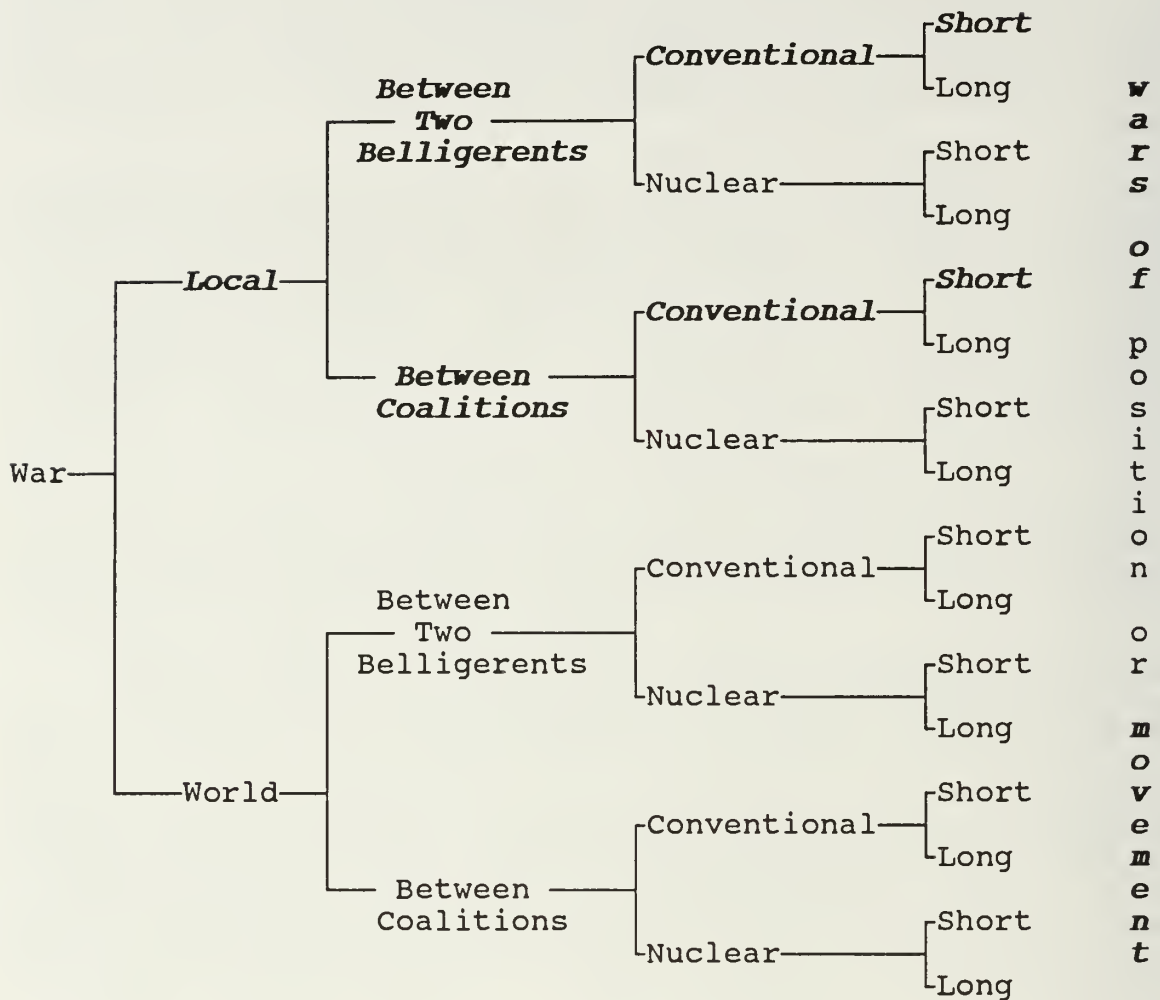 War
Local
Between
Two
Belligerents
Conventional
Short
Long
Nuclear
Short
Long
Between
Coalitions
Conventional
Short
Long
Nuclear
Short
Long
World
Between
Two
Belligerents
Conventional
Short
Long
Nuclear
Short
Long
Between
Coalitions
Conventional
Short
Long
Nuclear
Short
Long
wars of position or movement